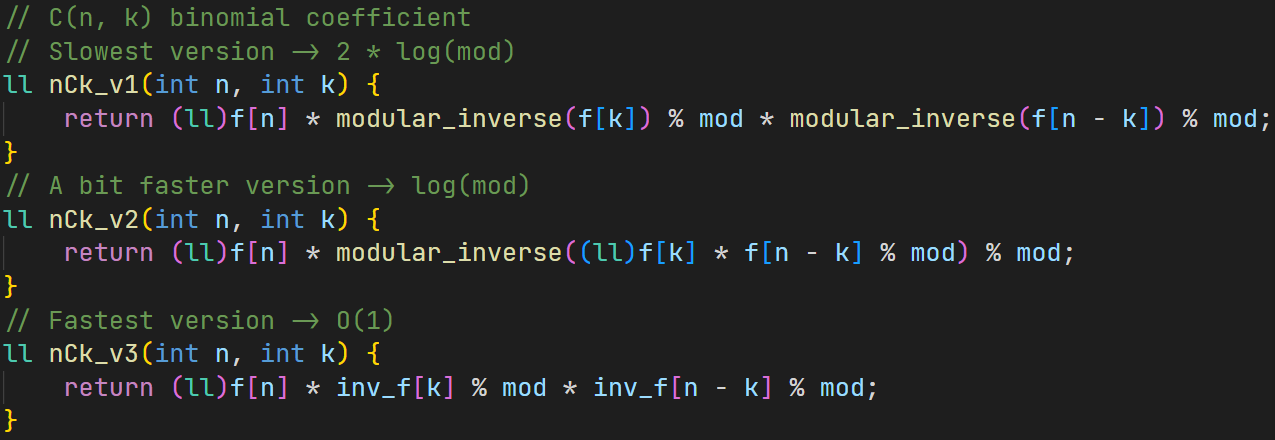 // C(n, k) binomial coefficient
// Slowest version -> 2 * log(mod)
ll nCk_v1(int n, int k) {
    return (ll)f[n] * modular_inverse(f[k]) % mod * modular_inverse(f[n - k]) % mod;
}
// A bit faster version -> log(mod)
ll nCk_v2(int n, int k) {
    return (ll)f[n] * modular_inverse((ll)f[k] * f[n - k] % mod) % mod;
}
// Fastest version -> O(1)
ll nCk_v3(int n, int k) {
    return (ll)f[n] * inv_f[k] % mod * inv_f[n - k] % mod;
}